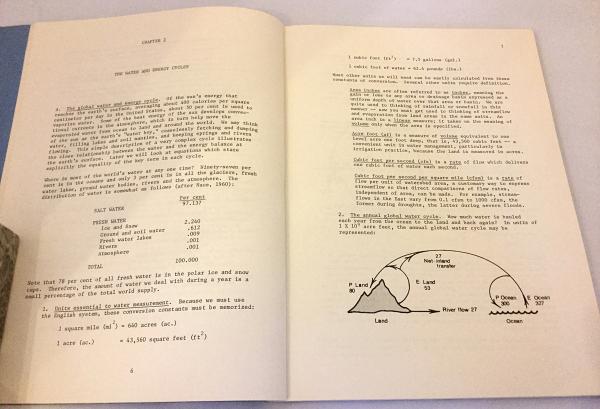 CHAPTER 2
THE WATER AND ENERGY CYCLES
A. The global water and energy cycle. Of the sun's energy that
reaches the earth's surface, averaging about 400 calories per square
centimeter per day in the United States, about 30 per cent is used to
vaporize water. Some of the heat energy of the sun develops convec-
tional currents in the atmosphere, which in turn help move the
evaporated water from ocean to land and around the world. We may think
of the sun as the earth's "water boy," ceaselessly fetching and dumping
water, filling lakes and soil mantles, and keeping springs and rivers
flowing. This simple description of a very complex cycle illustrates
the close relationship between the water and the energy balance at
the earth's surface. Later we will look at equations which state
explicitly the equality of the terms in each cycle.
Where is most of the world's water at any one time? Ninety-seven per
cent is in the oceans and only 3 per cent is in all the glaciers, fresh
water lakes, ground water bodies, rivers and the atmosphere. The
distribution of water is somewhat as follows (after Nace, 1960):
Per cent
SALT WATER 97.137
FRESH WATER
Ice and Snow 2.240
Ground and soil water .612
Fresh water lakes .009
Rivers .001
Atmosphere .001
TOTAL 100.000
Note that 78 per cent of all fresh water is in the polar ice and snow
caps. Therefore, the amount of water we deal with during a year is a
small percentage of the total world supply.
1. Units essential to water measurement. Because we must use
the English system, these conversion constants must be memorized:
1 square mile (mi²) = 640 acres (ac.)
1 acre (ac.) = 43,560 square feet (ft²)
6
7
1 cubic foot (ft³) = 7.5 gallons (gal.)
1 cubic foot of water = 62.4 pounds (lbs.)
Most other units we will need can be easily calculated from these
constants of conversion. Several other units require definition.
Area inches are often referred to as inches, meaning the
gain or loss to any area or drainage basin expressed as a
uniform depth of water over that area or basin. We are
quite used to thinking of rainfall or snowfall in this
manner -- now you must get used to thinking of streamflow
and evaporation from land areas in the same units. An
area inch is a linear measure; it takes on the meaning of
volume only when the area is specified.
Acre foot (af) is a measure of volume equivalent to one
level acre one foot deep, that is, 43,560 cubic feet -- a
convenient unit in water management, particularly in
irrigation practice, because the land is measured in acres.
Cubic foot per second (cfs) is a rate of flow which delivers
one cubic foot of water each second.
Cubic foot per second per square mile (cfsm) is a rate of
flow per unit of watershed area, a customary way to express
streamflow so that direct comparisons of flow rates,
independent of area, can be made. For example, stream-
flows in the East vary from 0.1 cfsm to 1000 cfsm, the
former during droughts, the latter during severe floods.
2. The annual global water cycle. How much water is hauled
each year from the ocean to the land and back again? In units of
1 X 10⁹ acre feet, the annual global water cycle may be
represented:
27
Net inland
transfer
P Land
80
E Land
53
P Ocean
300
E Ocean
327
River flow 27
Land
Ocean